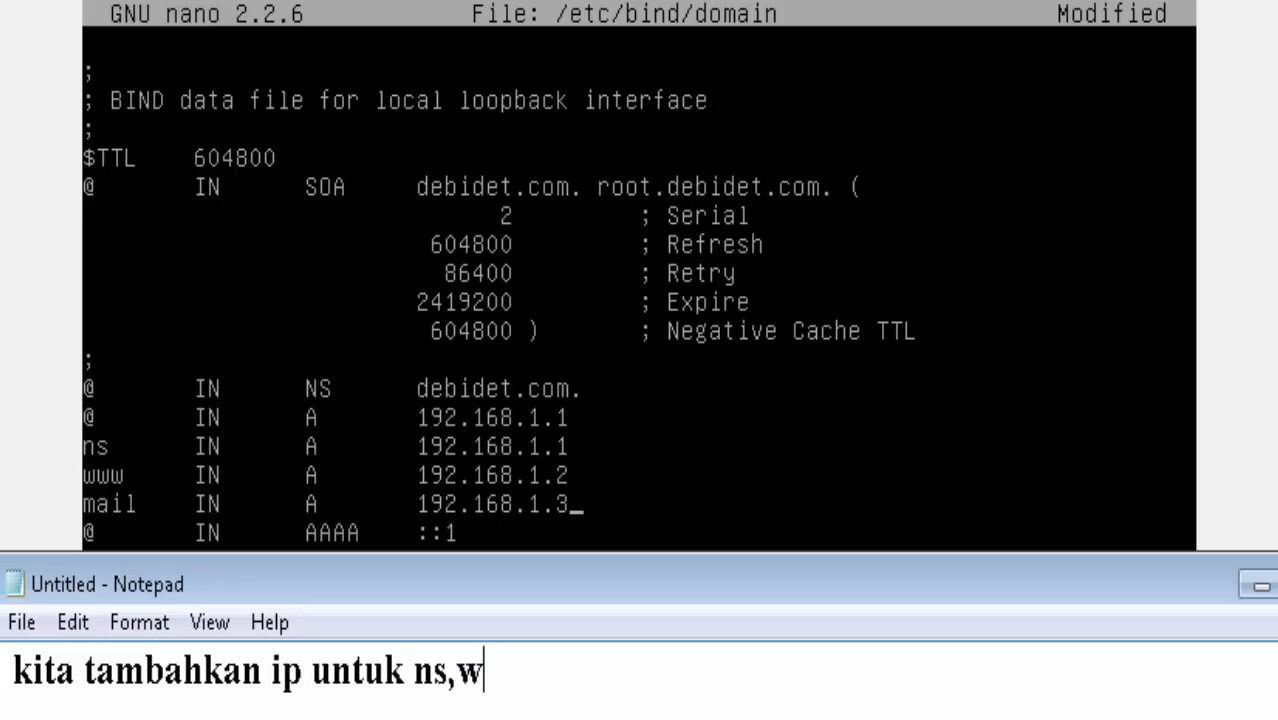 GNU nano 2.2.6 File: /etc/bind/domain Modified
;
; BIND data file for local loopback interface
;
$TTL 604800
@ IN SOA debidet.com. root.debidet.com. (
2 ; Serial
604800 ; Refresh
86400 ; Retry
2419200 ; Expire
604800 ) ; Negative Cache TTL
;
@ IN NS debidet.com.
@ IN A 192.168.1.1
ns IN A 192.168.1.1
www IN A 192.168.1.2
mail IN A 192.168.1.3_
@ IN AAAA ::1
Untitled - Notepad
File Edit Format View Help
kita tambahkan ip untuk ns,w